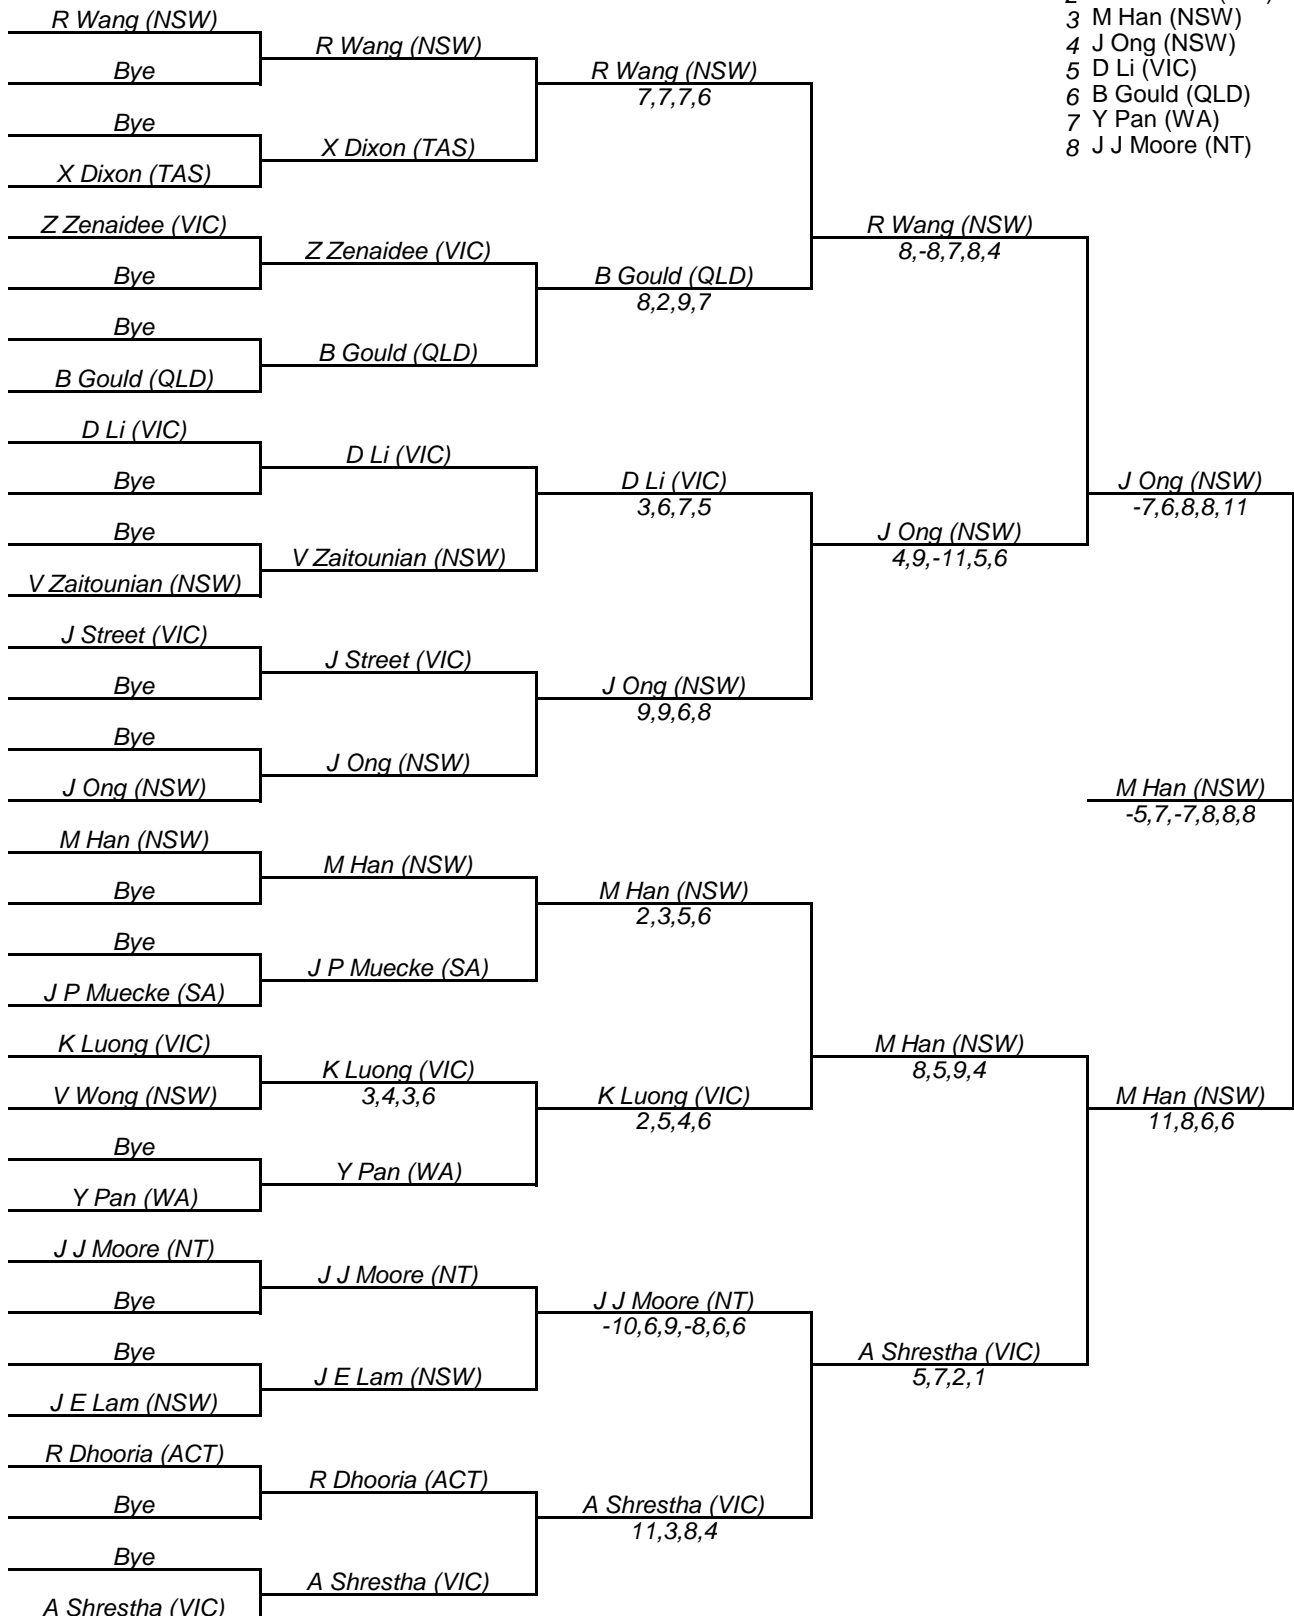 3 M Han (NSW)
4 J Ong (NSW)
5 D Li (VIC)
6 B Gould (QLD)
7 Y Pan (WA)
8 J J Moore (NT)
R Wang (NSW)
Bye
Bye
X Dixon (TAS)
Z Zenaidee (VIC)
Bye
Bye
B Gould (QLD)
D Li (VIC)
Bye
Bye
V Zaitounian (NSW)
J Street (VIC)
Bye
Bye
J Ong (NSW)
M Han (NSW)
Bye
Bye
J P Muecke (SA)
K Luong (VIC)
V Wong (NSW)
Bye
Y Pan (WA)
J J Moore (NT)
Bye
Bye
J E Lam (NSW)
R Dhooria (ACT)
Bye
Bye
A Shrestha (VIC)
R Wang (NSW)
X Dixon (TAS)
Z Zenaidee (VIC)
B Gould (QLD)
D Li (VIC)
V Zaitounian (NSW)
J Street (VIC)
J Ong (NSW)
M Han (NSW)
J P Muecke (SA)
K Luong (VIC)
3,4,3,6
Y Pan (WA)
J J Moore (NT)
J E Lam (NSW)
R Dhooria (ACT)
A Shrestha (VIC)
R Wang (NSW)
7,7,7,6
B Gould (QLD)
8,2,9,7
D Li (VIC)
3,6,7,5
J Ong (NSW)
9,9,6,8
M Han (NSW)
2,3,5,6
K Luong (VIC)
2,5,4,6
J J Moore (NT)
-10,6,9,-8,6,6
A Shrestha (VIC)
11,3,8,4
R Wang (NSW)
8,-8,7,8,4
J Ong (NSW)
4,9,-11,5,6
M Han (NSW)
8,5,9,4
A Shrestha (VIC)
5,7,2,1
J Ong (NSW)
-7,6,8,8,11
M Han (NSW)
-5,7,-7,8,8,8
M Han (NSW)
11,8,6,6